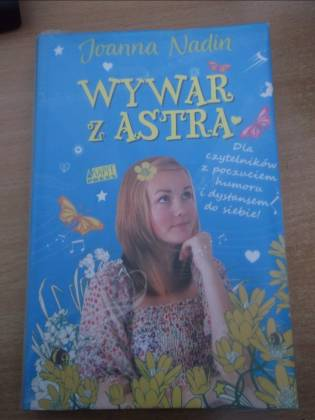 Joanna Nadin
WYWAR
Z ASTRA
Dla
czytelników
z poczuciem
humoru
i dystansem
do siebie!